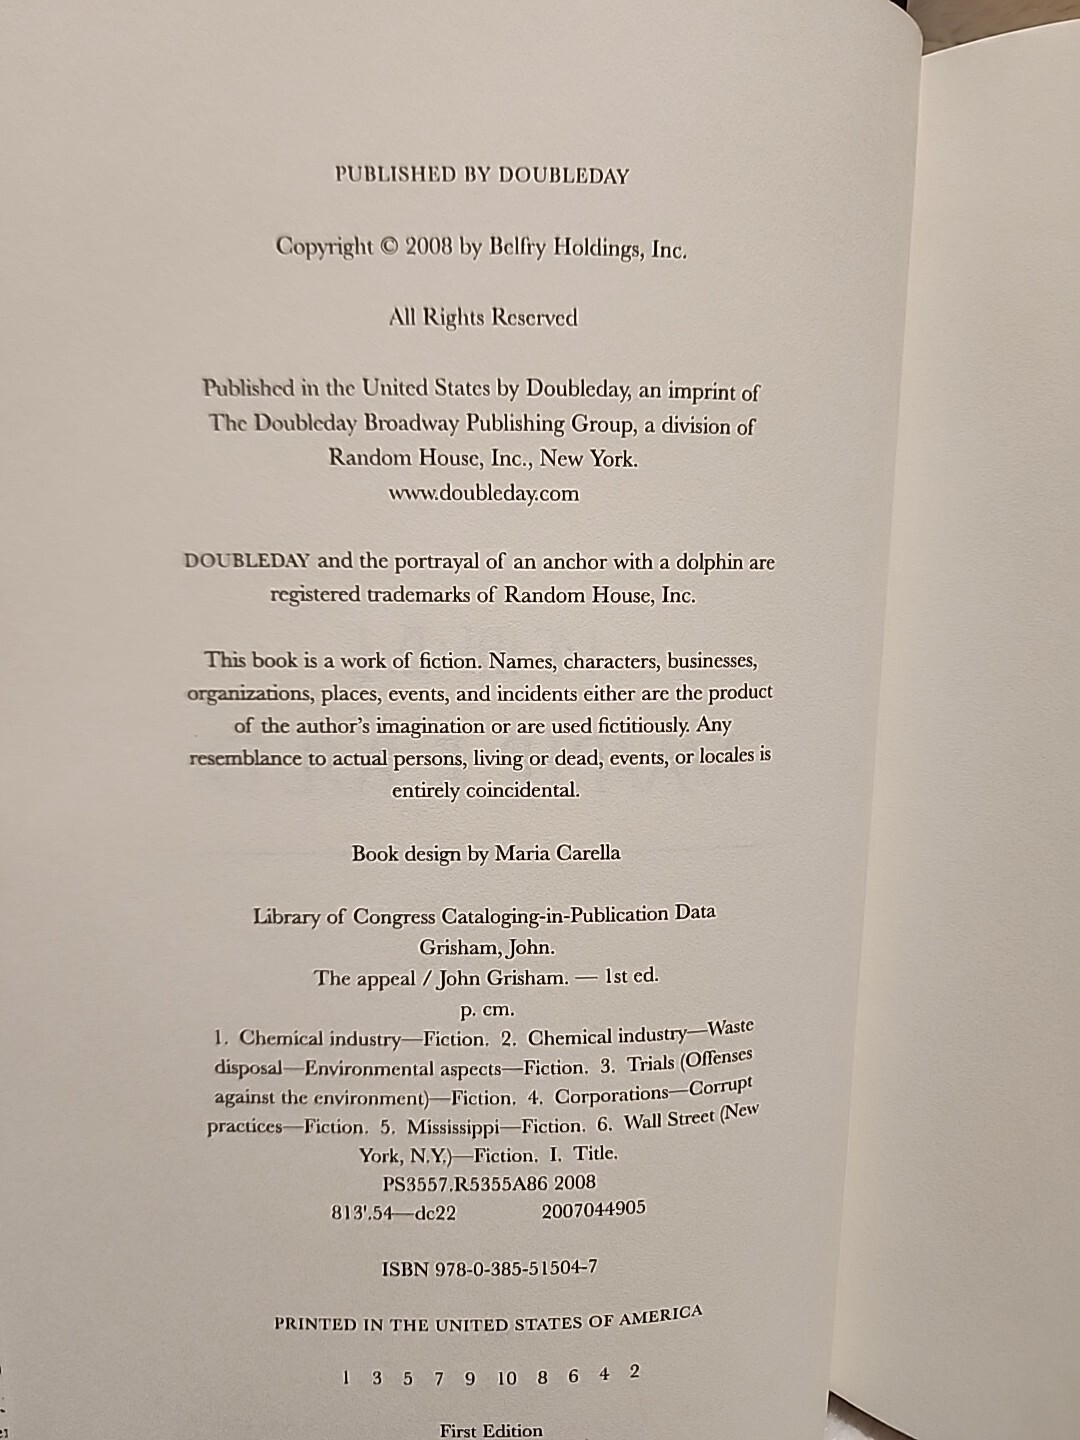 PUBLISHED BY DOUBLEDAY
Copyright © 2008 by Belfry Holdings, Inc.
All Rights Reserved
Published in the United States by Doubleday, an imprint of
The Doubleday Broadway Publishing Group, a division of
Random House, Inc., New York.
www.doubleday.com
DOUBLEDAY and the portrayal of an anchor with a dolphin are
registered trademarks of Random House, Inc.
This book is a work of fiction. Names, characters, businesses,
organizations, places, events, and incidents either are the product
of the author's imagination or are used fictitiously. Any
resemblance to actual persons, living or dead, events, or locales is
entirely coincidental.
Book design by Maria Carella
Library of Congress Cataloging-in-Publication Data
Grisham, John.
The appeal / John Grisham. — 1st ed.
p. cm.
1. Chemical industry—Fiction. 2. Chemical industry—Waste
disposal—Environmental aspects—Fiction. 3. Trials (Offenses
against the environment)—Fiction. 4. Corporations—Corrupt
practices—Fiction. 5. Mississippi—Fiction. 6. Wall Street (New
York, N.Y.)—Fiction. I. Title.
PS3557.R5355A86 2008
813'.54—dc22 2007044905
ISBN 978-0-385-51504-7
PRINTED IN THE UNITED STATES OF AMERICA
1 3 5 7 9 10 8 6 4 2
First Edition